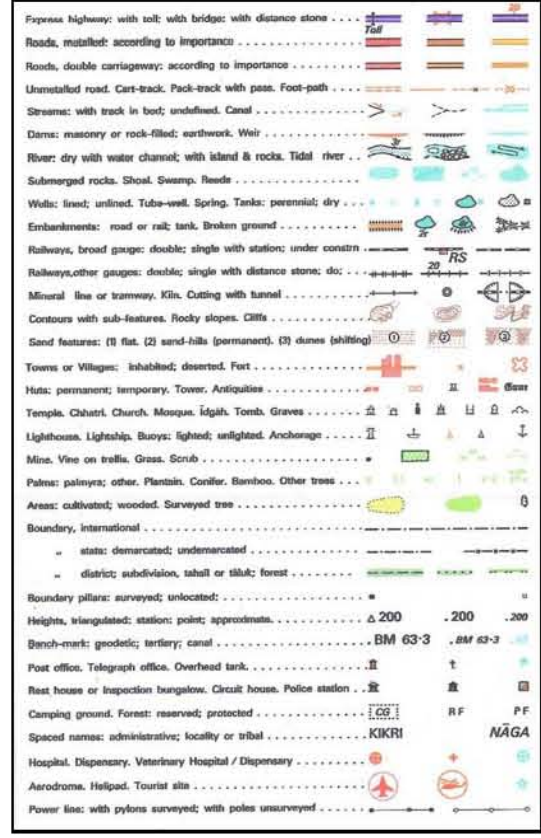 Express highway: with toll; with bridge: with distance stone
Toll
Roads, metalled: according to importance
Roads, double carriageway: according to importance
Unmetalled road. Cart-track. Pack-track with pass. Foot-path
Streams: with track in bed; undefined. Canal
Dams: masonry or rock-filled; earthwork. Weir
River: dry with water channel; with island & rocks. Tidal river
Submerged rocks. Shoal. Swamp. Reeds
Wells: lined; unlined. Tube-well. Spring. Tanks: perennial; dry
Embankments: road or rail; tank. Broken ground
Railways, broad gauge: double; single with station; under constrn
RS
Railways,other gauges: double; single with distance stone; do;
20
Mineral line or tramway. Kiln. Cutting with tunnel
Contours with sub-features. Rocky slopes. Cliffs
Sand features: (1) flat. (2) sand-hills (permanent). (3) dunes (shifting) (1) (2) (3)
Towns or Villages: inhabited; deserted. Fort
Huts: permanent; temporary. Tower. Antiquities
Temple. Chhatri. Church. Mosque. Īdgāh. Tomb. Graves
Lighthouse. Lightship. Buoys: lighted; unlighted. Anchorage
Mine. Vine on trellis. Grass. Scrub
Palms: palmyra; other. Plantain. Conifer. Bamboo. Other trees
Areas: cultivated; wooded. Surveyed tree
Boundary, international
„ state: demarcated; undemarcated
„ district; subdivision, tahsil or tāluk; forest
Boundary pillars: surveyed; unlocated:
Heights, triangulated: station: point; approximate. △ 200 .200 .200
Bench-mark: geodetic; tertiary; canal .BM 63·3 .BM 63·3
Post office. Telegraph office. Overhead tank.
Rest house or Inspection bungalow. Circuit house. Police station
Camping ground. Forest: reserved; protected CG RF PF
Spaced names: administrative; locality or tribal KIKRI NĀGA
Hospital. Dispensary. Veterinary Hospital / Dispensary
Aerodrome. Helipad. Tourist site
Power line: with pylons surveyed; with poles unsurveyed